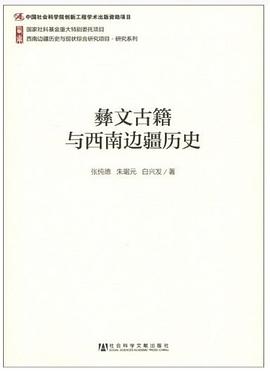 中国社会科学院创新工程学术出版资助项目
国家社科基金重大特别委托项目
西南边疆历史与现状综合研究项目·研究系列
彝文古籍
与西南边疆历史
张纯德 朱琚元 白兴发／著
社会科学文献出版社
SOCIAL SCIENCES ACADEMIC PRESS (CHINA)